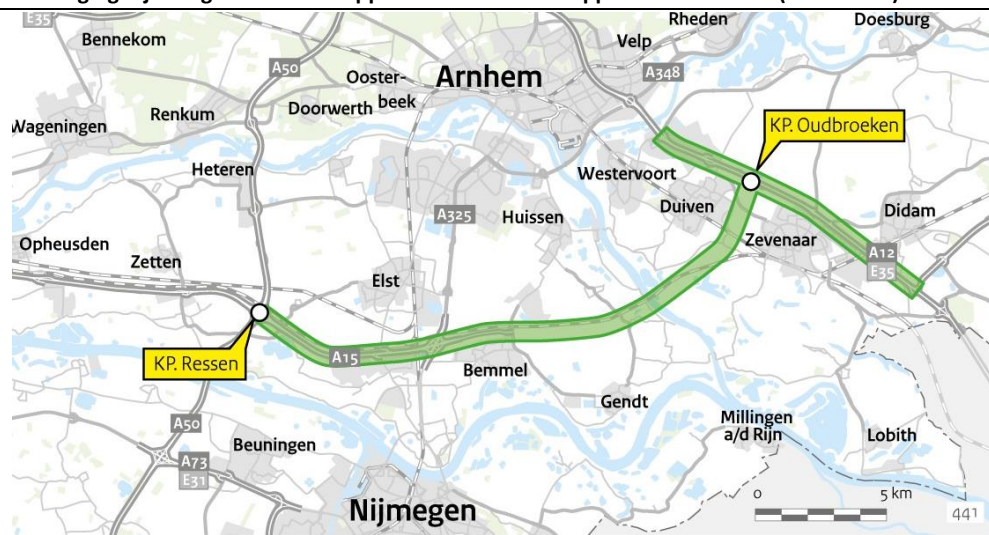 E35
Bennekom
A50
Rheden
Doesburg
Velp
Ooster-
beek
Arnhem
A348
Renkum
Doorwerth
Wageningen
KP. Oudbroeken
Heteren
Westervoort
A325
Huissen
Duiven
Didam
Opheusden
Zetten
Elst
Zevenaar
A12
E35
KP. Ressen
A15
Bemmel
Gendt
Millingen
a/d Rijn
Lobith
A50
Beuningen
A73
E31
Nijmegen
0
5 km
441